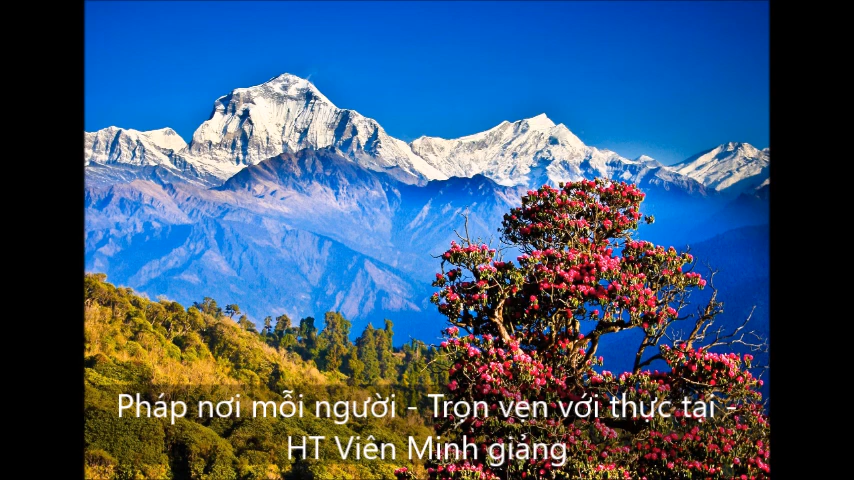 Pháp nơi mỗi người - Trọn vẹn với thực tại -
HT Viên Minh giảng